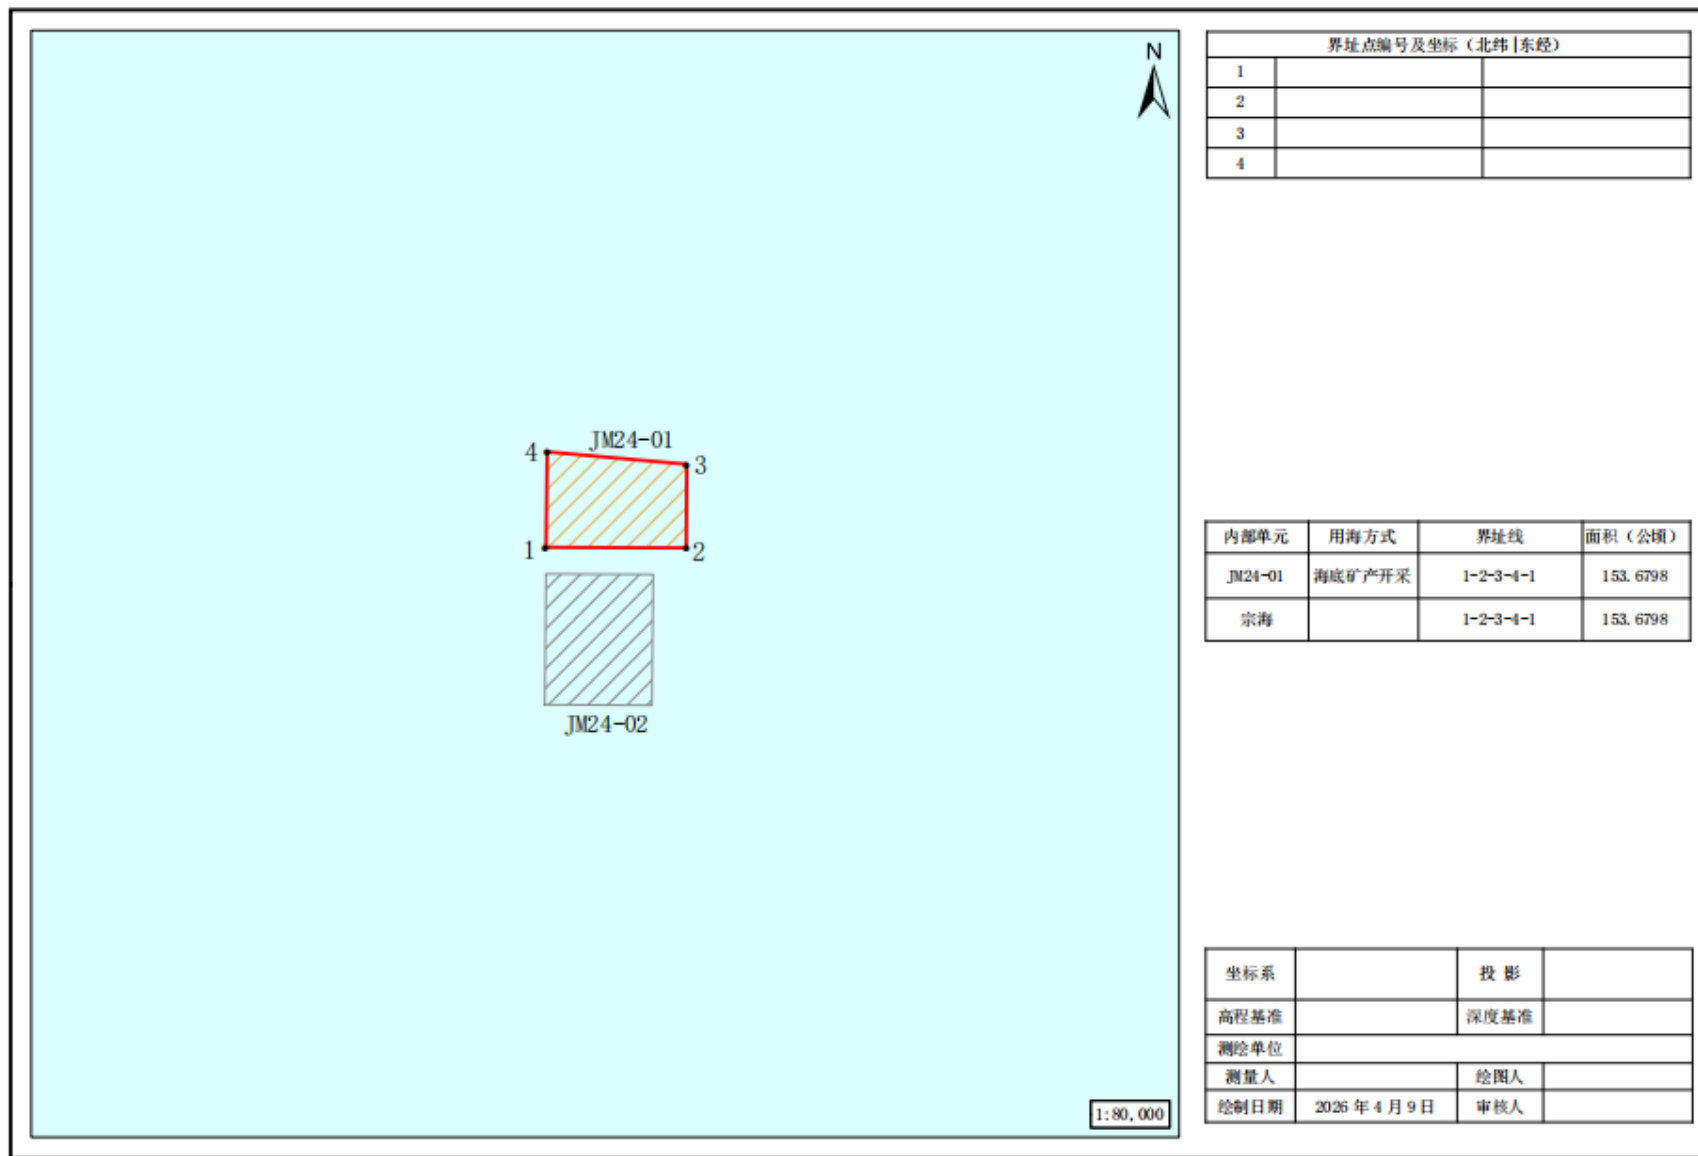 N
JM24-01
4
3
1
2
JM24-02
1:80,000
界址点编号及坐标（北纬|东经）
1
2
3
4
内部单元 用海方式 界址线 面积（公顷）
JM24-01 海底矿产开采 1-2-3-4-1 153.6798
宗海 1-2-3-4-1 153.6798
坐标系 投 影
高程基准 深度基准
测绘单位
测量人 绘图人
绘制日期 2026年4月9日 审核人